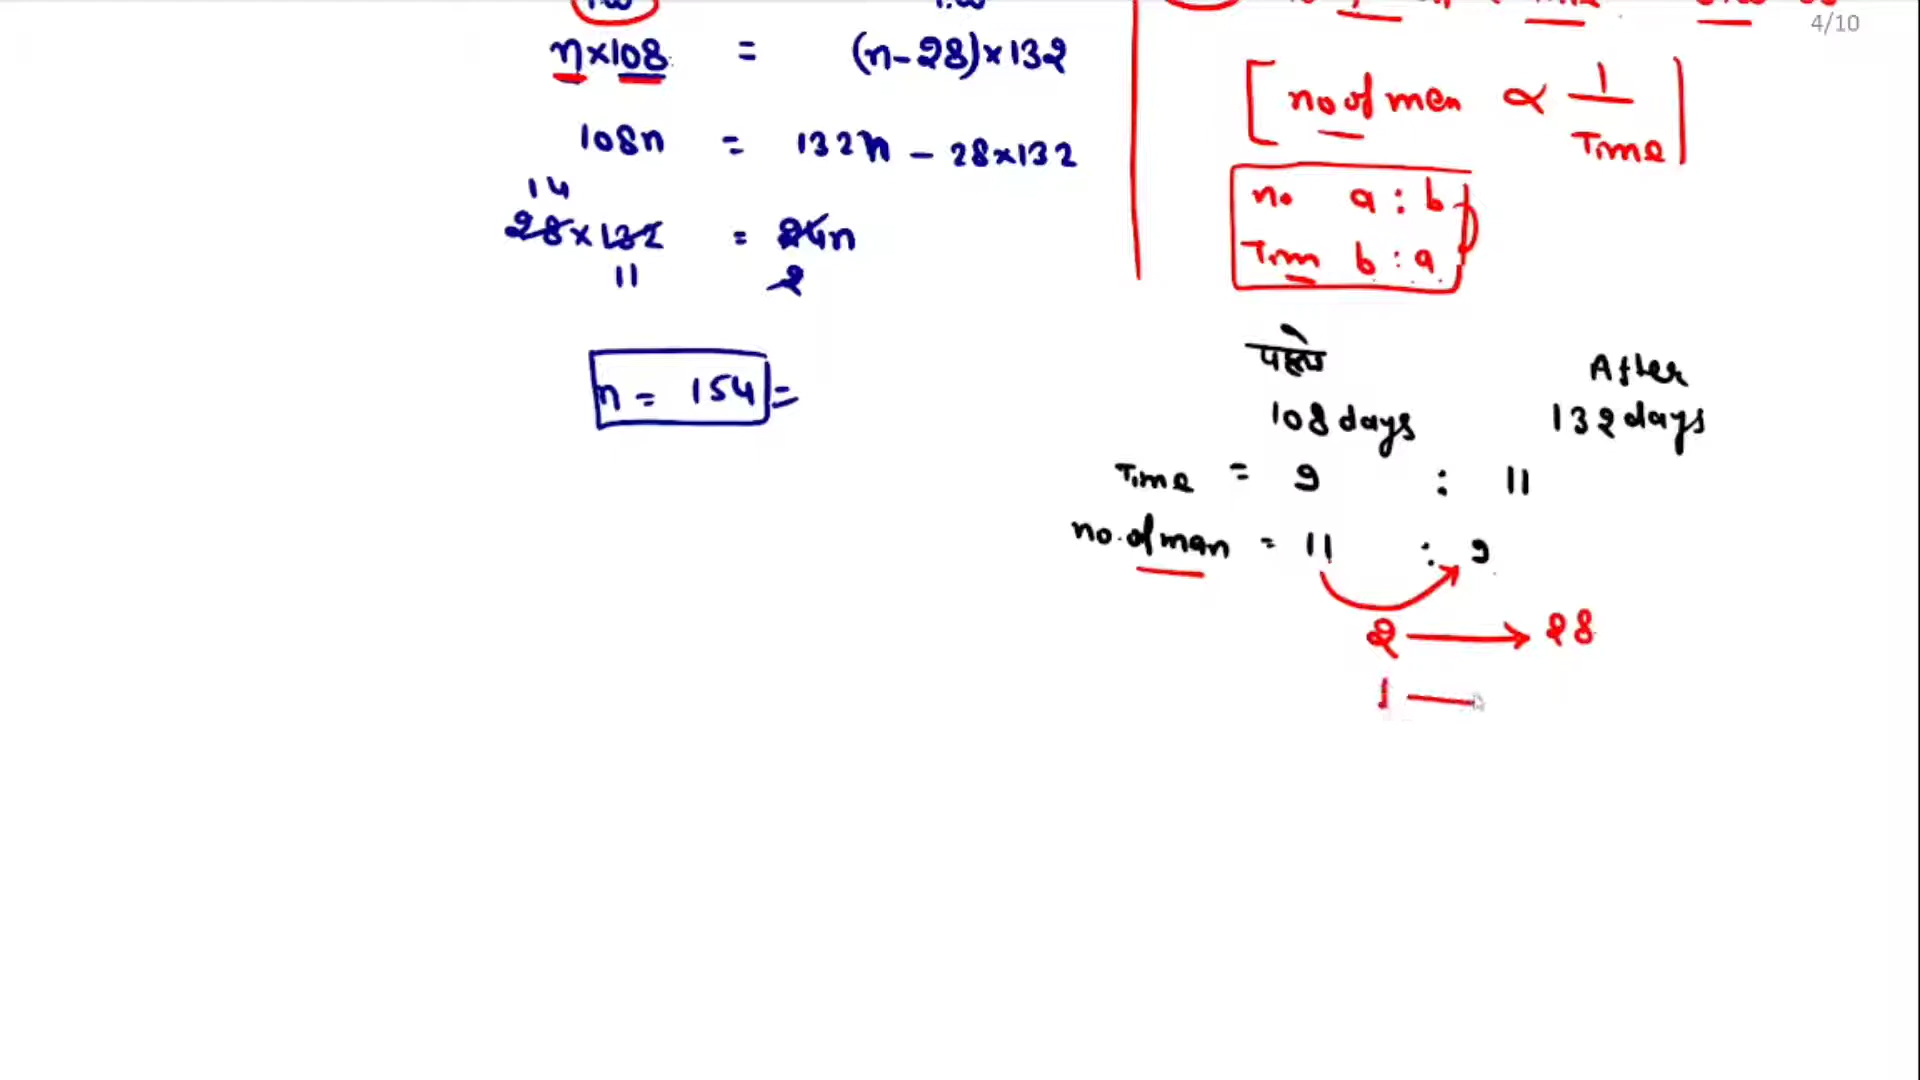 n×108 = (n-28)×132
108n = 132n - 28×132
14
28×132 = 24n
11 2
n = 154 =
4/10
[no of men ∝ 1
Time]
no a : b
Tim b : a
पहले After
108 days 132 days
Time = 9 : 11
no. of man = 11 : 9
2 → 28
1 —